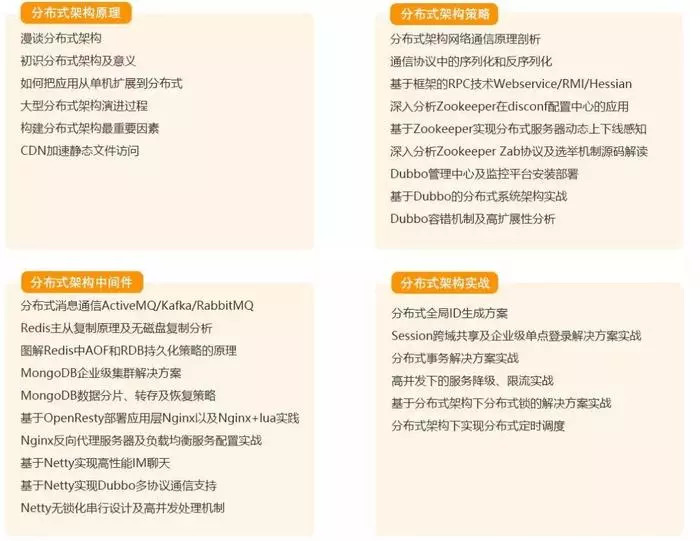 分布式架构原理
漫谈分布式架构
初识分布式架构及意义
如何把应用从单机扩展到分布式
大型分布式架构演进过程
构建分布式架构最重要因素
CDN加速静态文件访问
分布式架构策略
分布式架构网络通信原理剖析
通信协议中的序列化和反序列化
基于框架的RPC技术Webservice/RMI/Hessian
深入分析Zookeeper在disconf配置中心的应用
基于Zookeeper实现分布式服务器动态上下线感知
深入分析Zookeeper Zab协议及选举机制源码解读
Dubbo管理中心及监控平台安装部署
基于Dubbo的分布式系统架构实战
Dubbo容错机制及高扩展性分析
分布式架构中间件
分布式消息通信ActiveMQ/Kafka/RabbitMQ
Redis主从复制原理及无磁盘复制分析
图解Redis中AOF和RDB持久化策略的原理
MongoDB企业级集群解决方案
MongoDB数据分片、转存及恢复策略
基于OpenResty部署应用层Nginx以及Nginx+lua实践
Nginx反向代理服务器及负载均衡服务配置实战
基于Netty实现高性能IM聊天
基于Netty实现Dubbo多协议通信支持
Netty无锁化串行设计及高并发处理机制
分布式架构实战
分布式全局ID生成方案
Session跨域共享及企业级单点登录解决方案实战
分布式事务解决方案实战
高并发下的服务降级、限流实战
基于分布式架构下分布式锁的解决方案实战
分布式架构下实现分布式定时调度